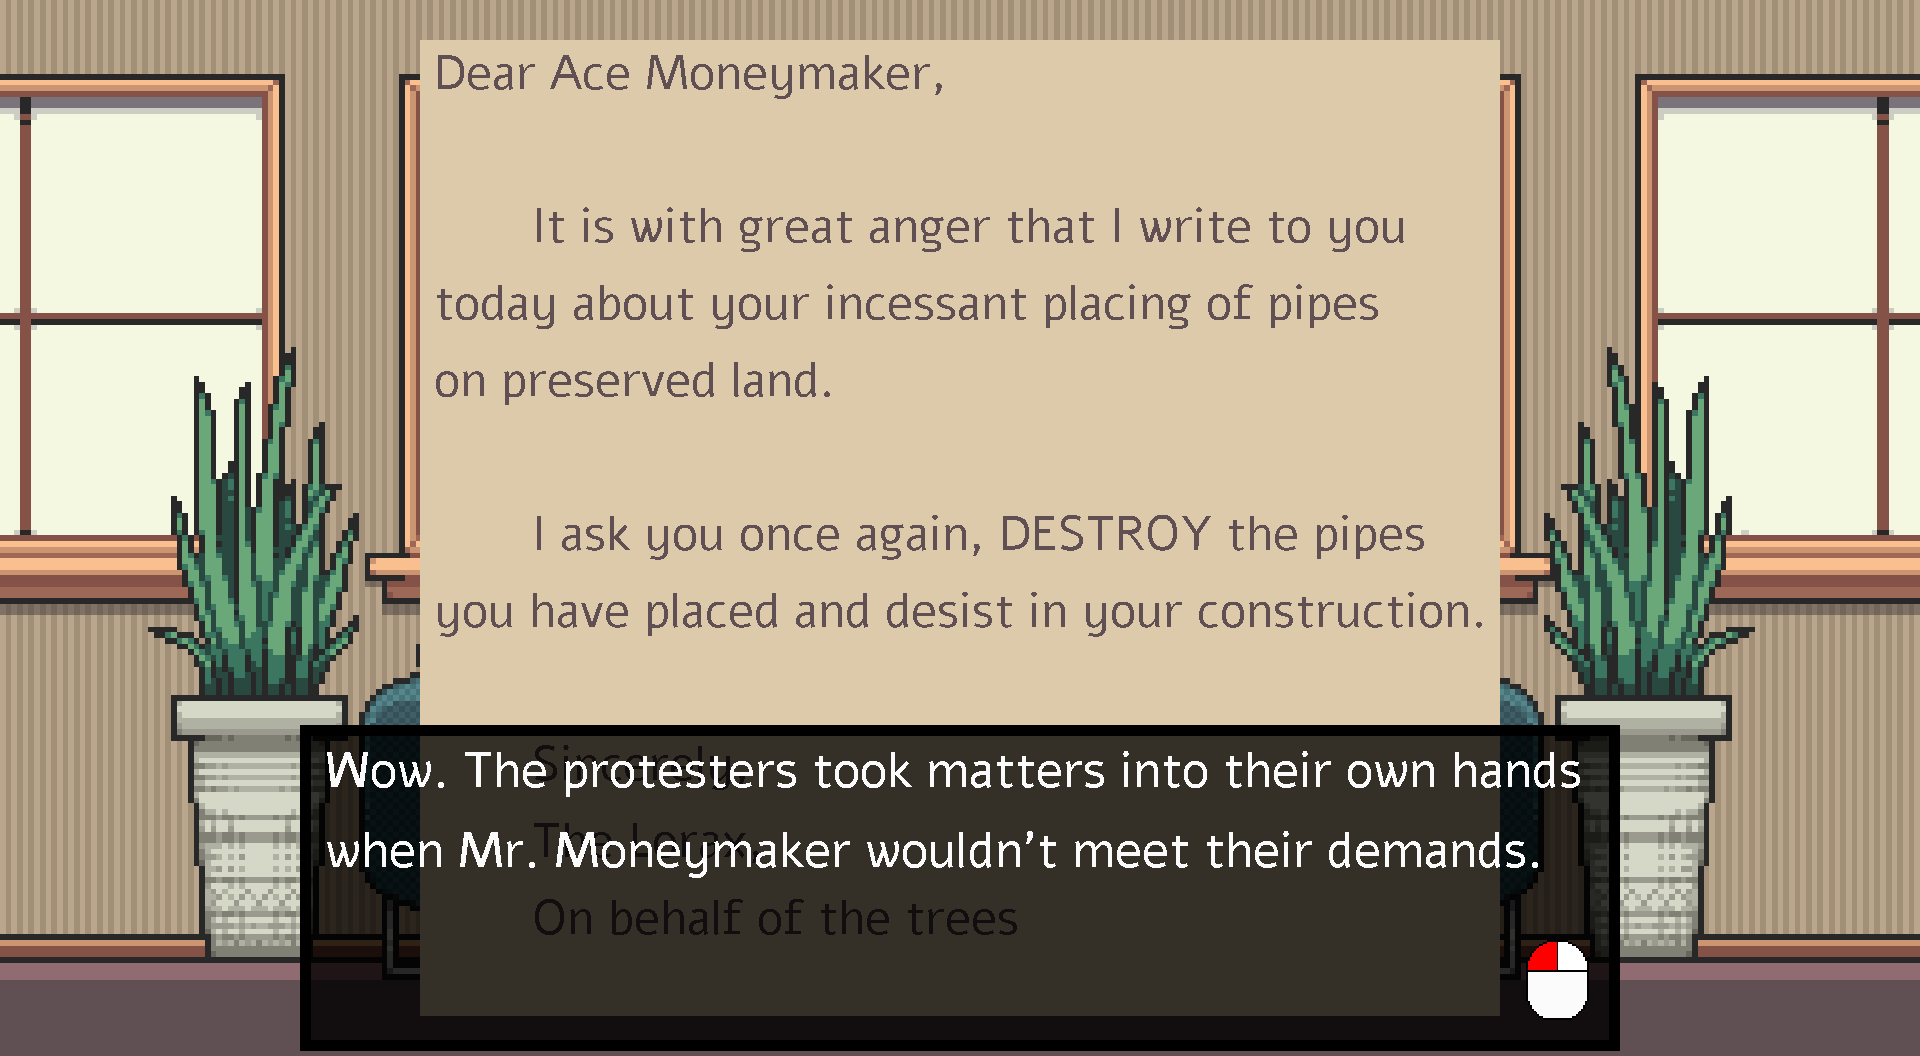 Dear Ace Moneymaker,
It is with great anger that I write to you
today about your incessant placing of pipes
on preserved land.
I ask you once again, DESTROY the pipes
you have placed and desist in your construction.
Sincerely,
The Lorax,
On behalf of the trees
Wow. The protesters took matters into their own hands
when Mr. Moneymaker wouldn't meet their demands.